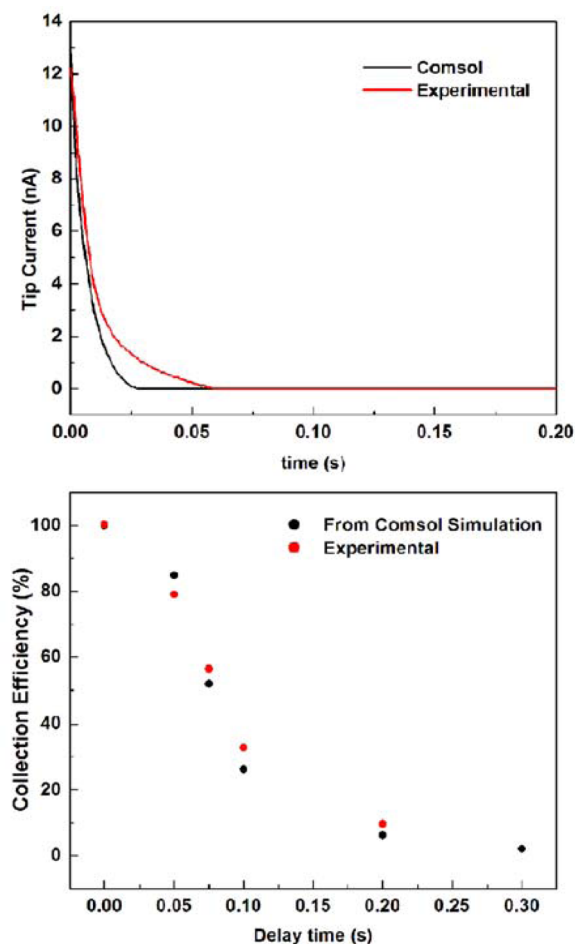 14
12
10
8
6
4
2
0
Tip Current (nA)
Comsol
Experimental
0.00 0.05 0.10 0.15 0.20
time (s)
100
80
60
40
20
0
Collection Efficiency (%)
From Comsol Simulation
Experimental
0.00 0.05 0.10 0.15 0.20 0.25 0.30
Delay time (s)